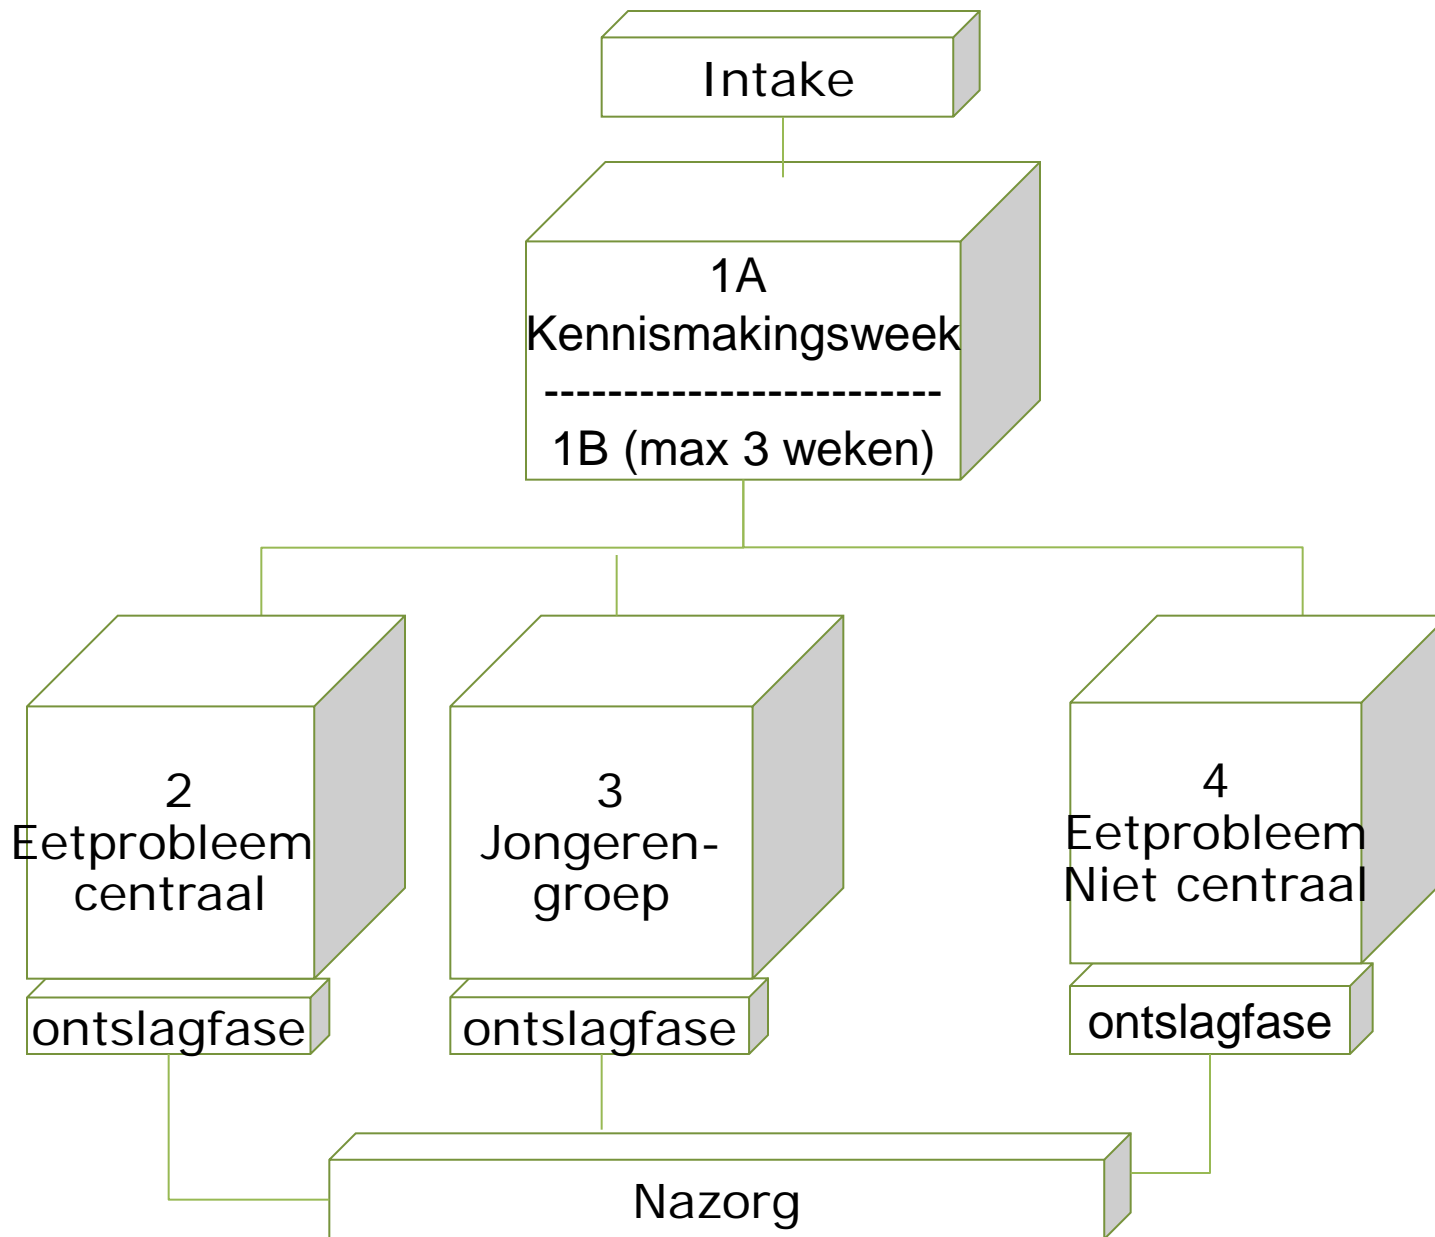 Intake
1A
Kennismakingsweek
-------------------------
1B (max 3 weken)
2
Eetprobleem
centraal
3
Jongeren-
groep
4
Eetprobleem
Niet centraal
ontslagfase
ontslagfase
ontslagfase
Nazorg